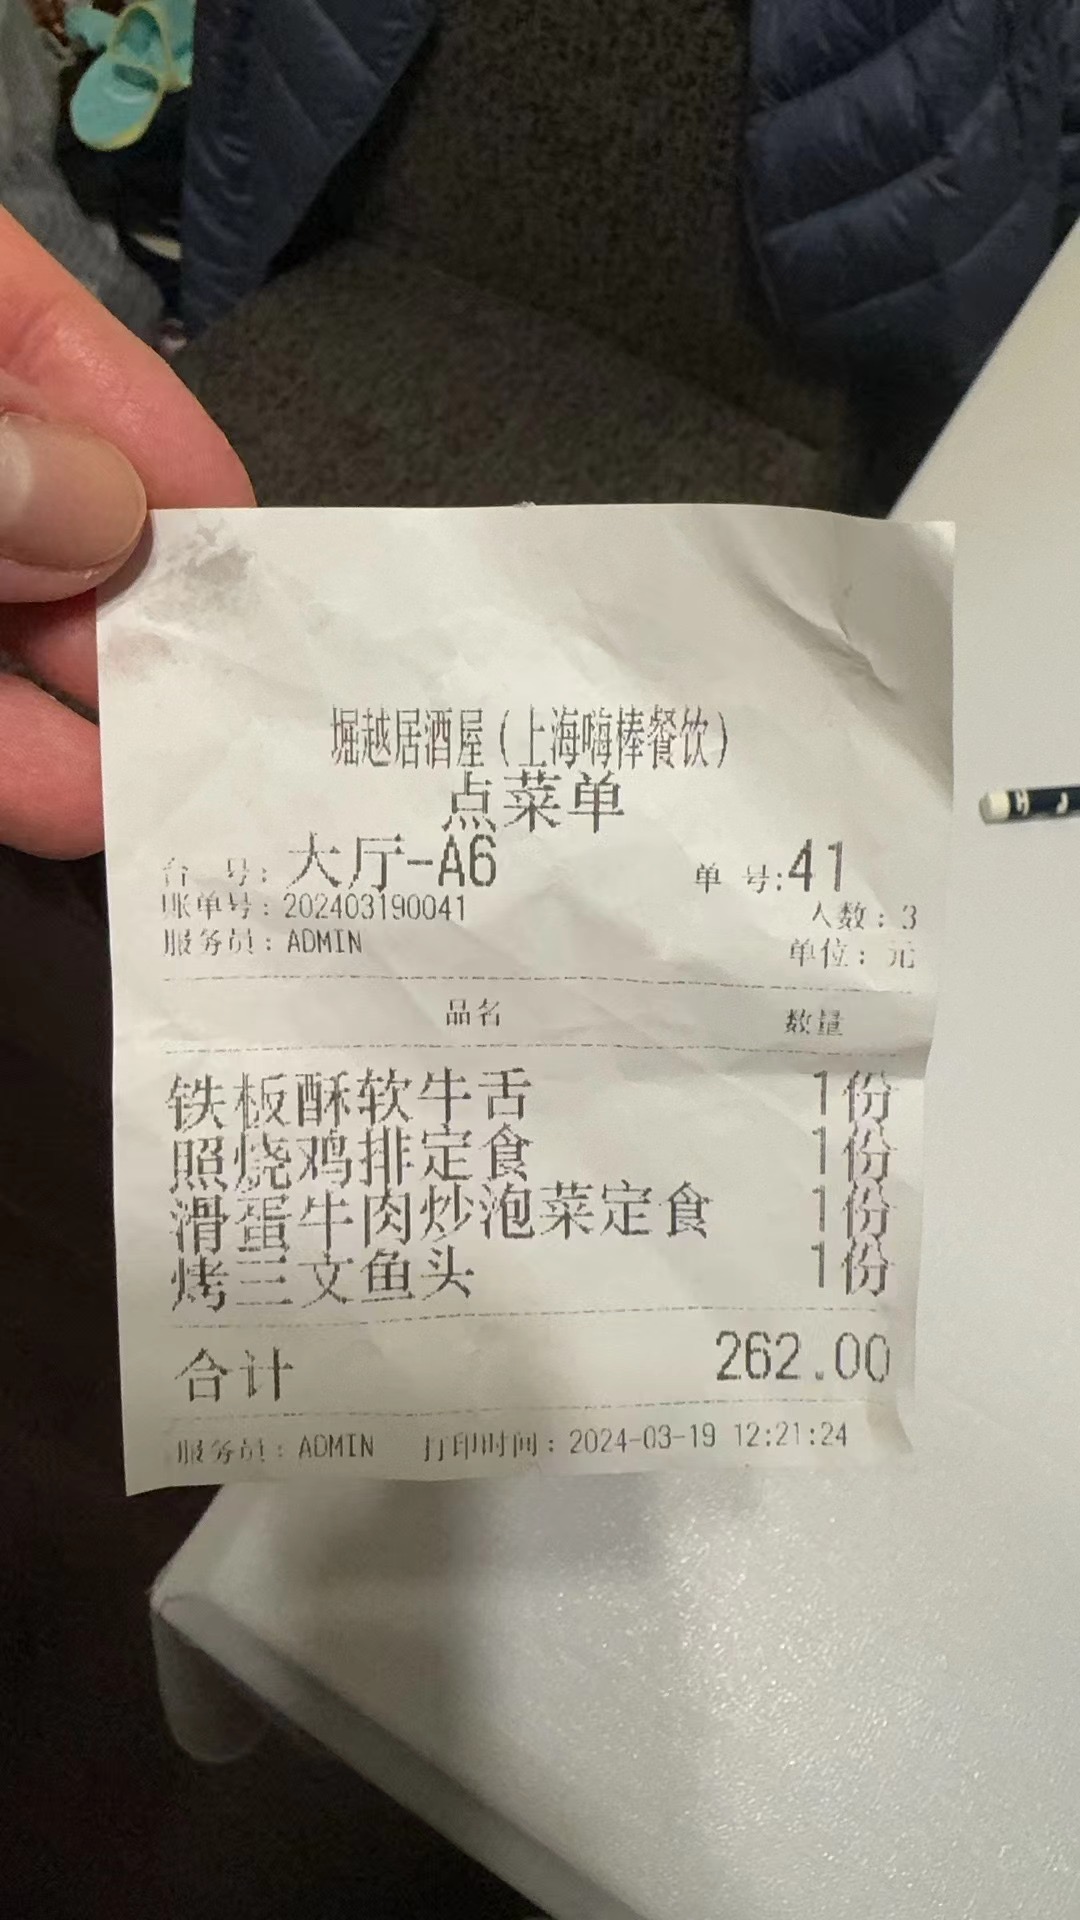 堀越居酒屋(上海嗨棒餐饮)
点菜单
台 号: 大厅-A6 单 号:41
账单号:202403190041 人数:3
服务员:ADMIN 单位:元
品名 数量
铁板酥软牛舌 1份
照烧鸡排定食 1份
滑蛋牛肉炒泡菜定食 1份
烤三文鱼头 1份
合计 262.00
服务员:ADMIN 打印时间:2024-03-19 12:21:24